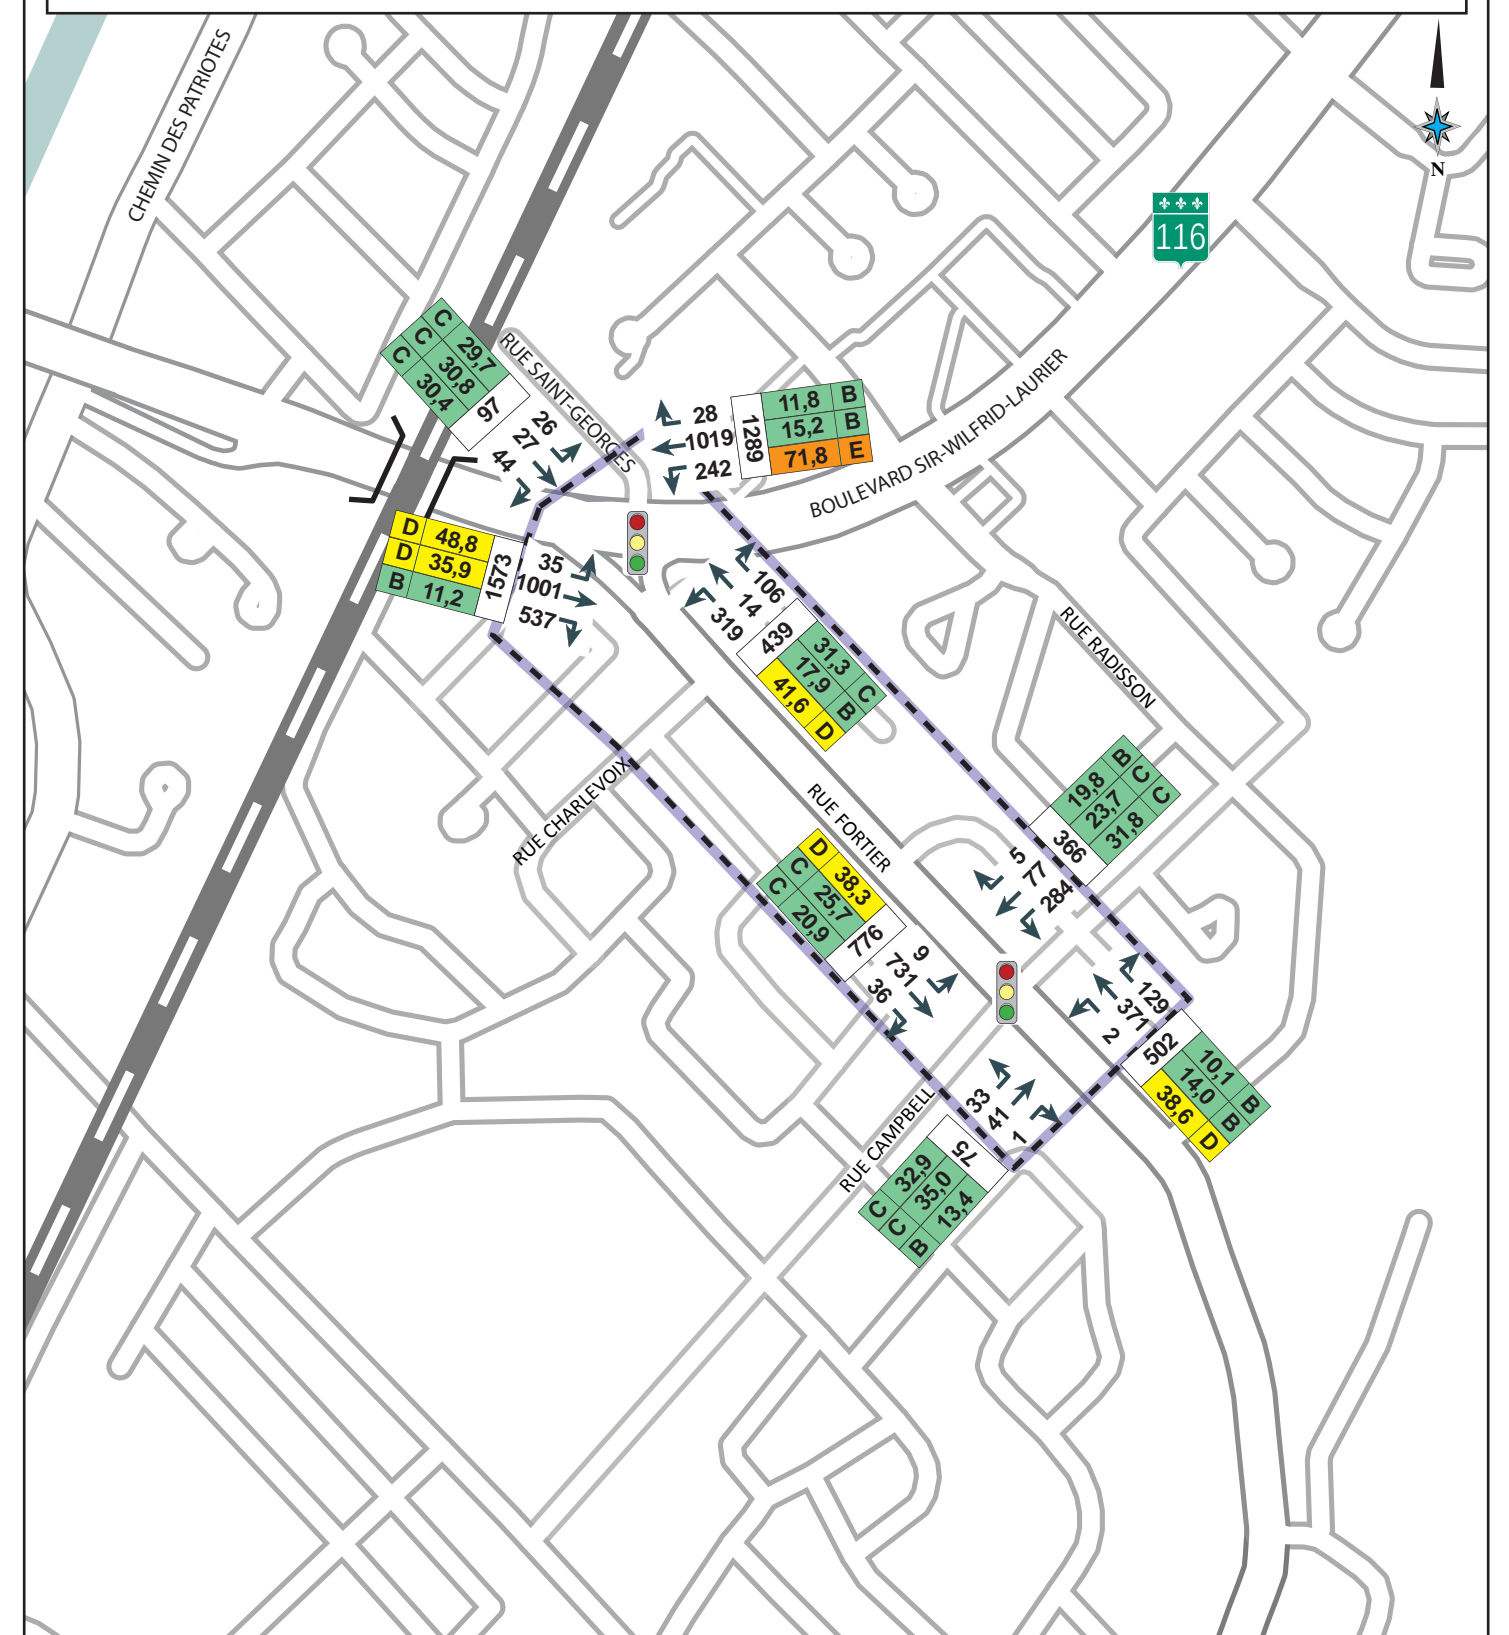 CHEMIN DES PATRIOTES
N
116
C 29,7
C 30,8
C 30,4
97
26
27
44
RUE SAINT-GEORGES
28
1019
242
1289
11,8 B
15,2 B
71,8 E
BOULEVARD SIR-WILFRID-LAURIER
D 48,8
D 35,9
B 11,2
1573
35
1001
537
106
14
319
439
31,3 C
17,9 B
41,6 D
RUE RADISSON
RUE CHARLEVOIX
RUE FORTIER
19,8 B
23,7 C
31,8 C
366
5
77
284
D 38,3
C 25,7
C 20,9
776
9
731
36
129
371
2
502
10,1 B
14,0 B
38,6 D
33
41
1
75
RUE CAMPBELL
C 32,9
C 35,0
B 13,4